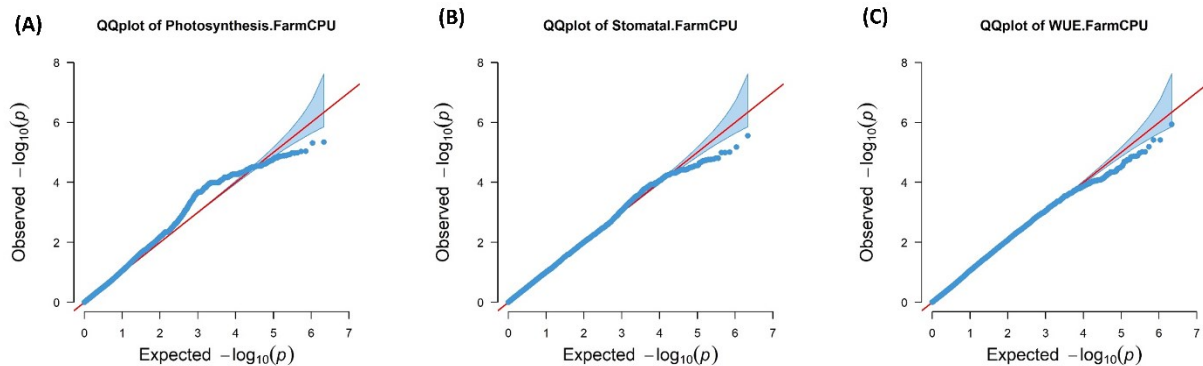 (A)
QQplot of Photosynthesis.FarmCPU
8
6
4
2
0
Observed −log10(p)
0 1 2 3 4 5 6 7
Expected −log10(p)
(B)
QQplot of Stomatal.FarmCPU
8
6
4
2
0
Observed −log10(p)
0 1 2 3 4 5 6 7
Expected −log10(p)
(C)
QQplot of WUE.FarmCPU
8
6
4
2
0
Observed −log10(p)
0 1 2 3 4 5 6 7
Expected −log10(p)